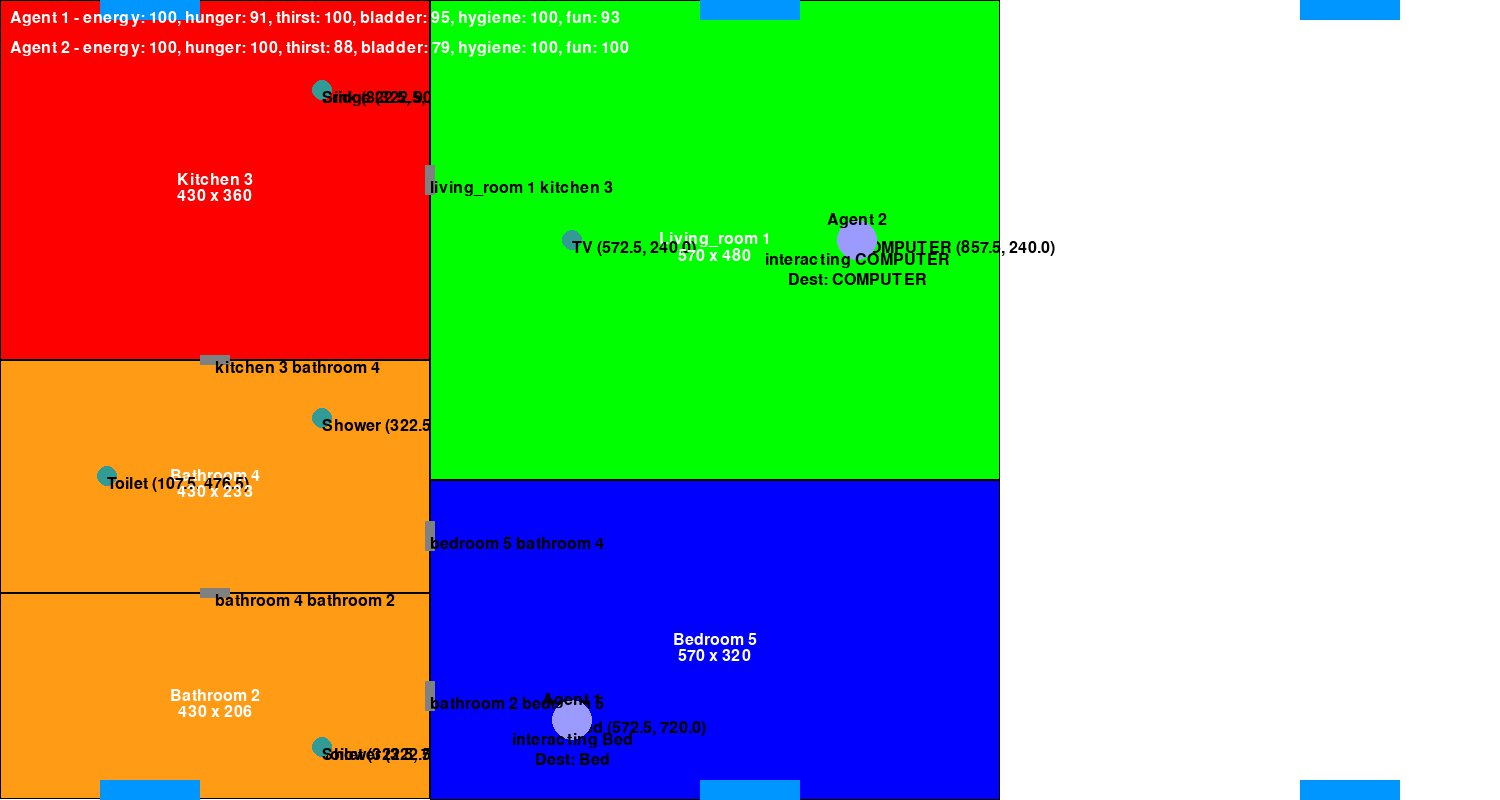 Agent 1 - energy: 100, hunger: 91, thirst: 100, bladder: 95, hygiene: 100, fun: 93
Agent 2 - energy: 100, hunger: 100, thirst: 88, bladder: 79, hygiene: 100, fun: 100
Kitchen 3
430 x 360
living_room 1 kitchen 3
Agent 2
Living_room 1
570 x 480
TV (572.5, 240.0)
COMPUTER (857.5, 240.0)
interacting COMPUTER
Dest: COMPUTER
kitchen 3 bathroom 4
Shower (322.5
Bathroom 4
430 x 233
Toilet (107.5, 476.5)
bedroom 5 bathroom 4
bathroom 4 bathroom 2
Bedroom 5
570 x 320
Bathroom 2
430 x 206
Agent 1
bathroom 2 bedroom 5
(572.5, 720.0)
interacting Bed
Dest: Bed